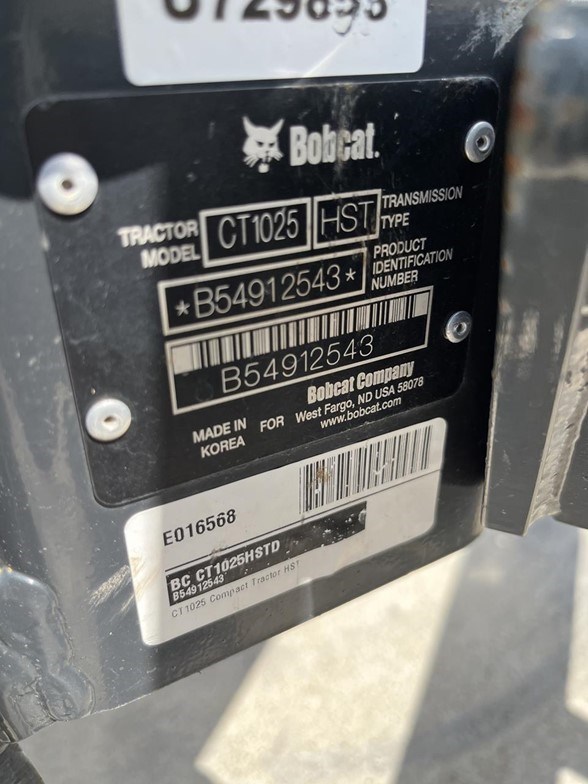 Bobcat.
TRACTOR MODEL CT1025 HST TRANSMISSION TYPE
*B54912543* PRODUCT IDENTIFICATION NUMBER
B54912543
MADE IN KOREA FOR Bobcat Company
West Fargo, ND USA 58078
www.bobcat.com
E016568
BC CT1025HSTD
B54912543
CT1025 Compact Tractor HST